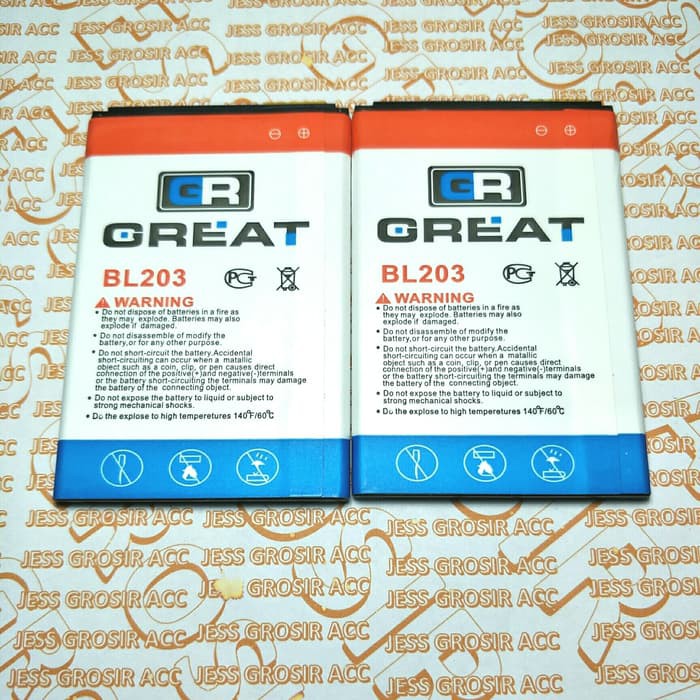 GR
GREAT
BL203
PCT
WARNING
• Do not dispose of batteries in a fire as
they may explode. Batteries may also
explode if damaged.
• Do not disassemble of modify the
battery,or for any other purpose.
• Do not short-circuit the battery.Accidental
short-circuiting can occur when a matallic
object such as a coin, clip, or pen causes direct
connection of the positive(+)and negative(-)terminals
or the battery short-circuiting the terminals may damage
the battery of the connecting object.
• Do not expose the battery to liquid or subject to
strong mechanical shocks.
• Do the explose to high temperetures 140°F/60°C
GR
GREAT
BL203
PCT
WARNING
• Do not dispose of batteries in a fire as
they may explode. Batteries may also
explode if damaged.
• Do not disassemble of modify the
battery,or for any other purpose.
• Do not short-circuit the battery.Accidental
short-circuiting can occur when a matallic
object such as a coin, clip, or pen causes direct
connection of the positive(+)and negative(-)terminals
or the battery short-circuiting the terminals may damage
the battery of the connecting object.
• Do not expose the battery to liquid or subject to
strong mechanical shocks.
• Do the explose to high temperetures 140°F/60°C
JESS GROSIR ACC